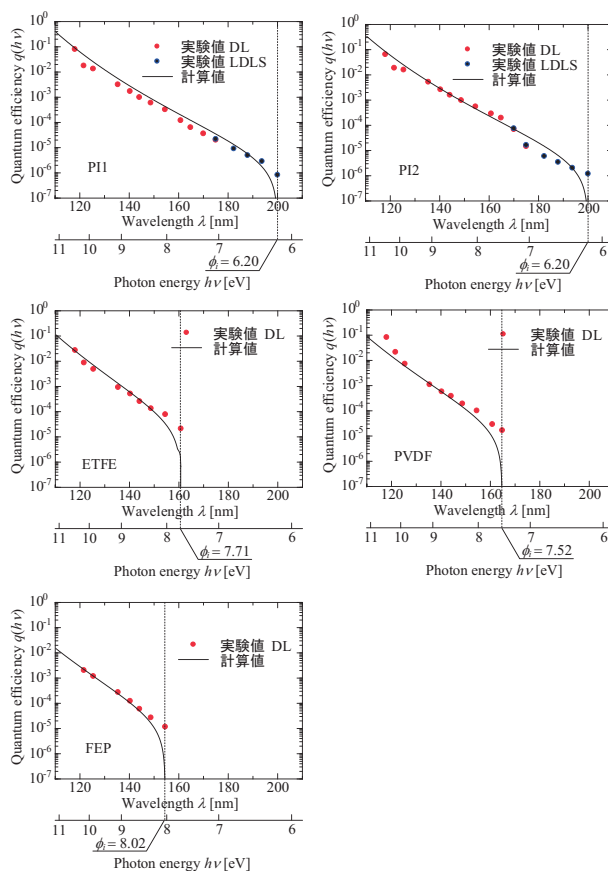 Quantum efficiency q(hν)
10^0
10^-1
10^-2
10^-3
10^-4
10^-5
10^-6
10^-7
実験値 DL
実験値 LDLS
計算値
PI1
120 140 160 180 200
Wavelength λ [nm]
11 10 9 8 7 6
ϕi = 6.20
Photon energy hν [eV]
Quantum efficiency q(hν)
10^0
10^-1
10^-2
10^-3
10^-4
10^-5
10^-6
10^-7
実験値 DL
実験値 LDLS
計算値
PI2
120 140 160 180 200
Wavelength λ [nm]
11 10 9 8 7 6
ϕi = 6.20
Photon energy hν [eV]
Quantum efficiency q(hν)
10^0
10^-1
10^-2
10^-3
10^-4
10^-5
10^-6
10^-7
実験値 DL
計算値
ETFE
120 140 160 180 200
Wavelength λ [nm]
11 10 9 8 7 6
ϕi = 7.71
Photon energy hν [eV]
Quantum efficiency q(hν)
10^0
10^-1
10^-2
10^-3
10^-4
10^-5
10^-6
10^-7
実験値 DL
計算値
PVDF
120 140 160 180 200
Wavelength λ [nm]
11 10 9 8 7 6
ϕi = 7.52
Photon energy hν [eV]
Quantum efficiency q(hν)
10^0
10^-1
10^-2
10^-3
10^-4
10^-5
10^-6
10^-7
実験値 DL
計算値
FEP
120 140 160 180 200
Wavelength λ [nm]
11 10 9 8 7 6
ϕi = 8.02
Photon energy hν [eV]